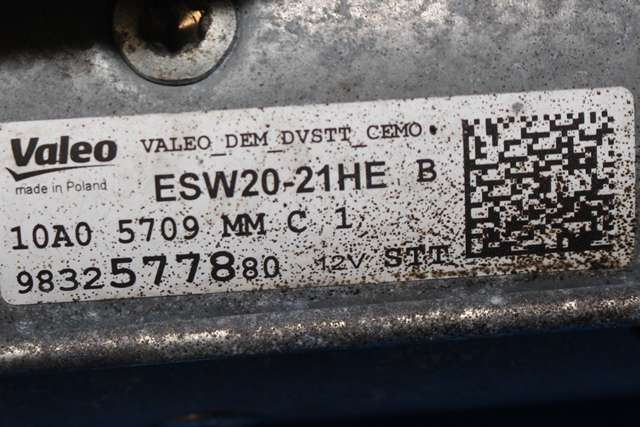 Valeo VALEO_DEM_DVSTT_CEMO.
made in Poland ESW20-21HE B
10A0 5709 MM C 1
9832577880 12V STT